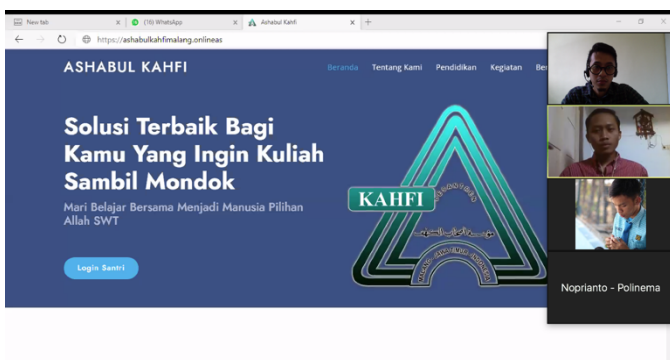 New tab
(16) WhatsApp
Ashabul Kahfi
https://ashabulkahfimalang.onlineas
ASHABUL KAHFI
Beranda Tentang Kami Pendidikan Kegiatan Ber
Solusi Terbaik Bagi
Kamu Yang Ingin Kuliah
Sambil Mondok
Mari Belajar Bersama Menjadi Manusia Pilihan
Allah SWT
KAHFI
Login Santri
Noprianto - Polinema